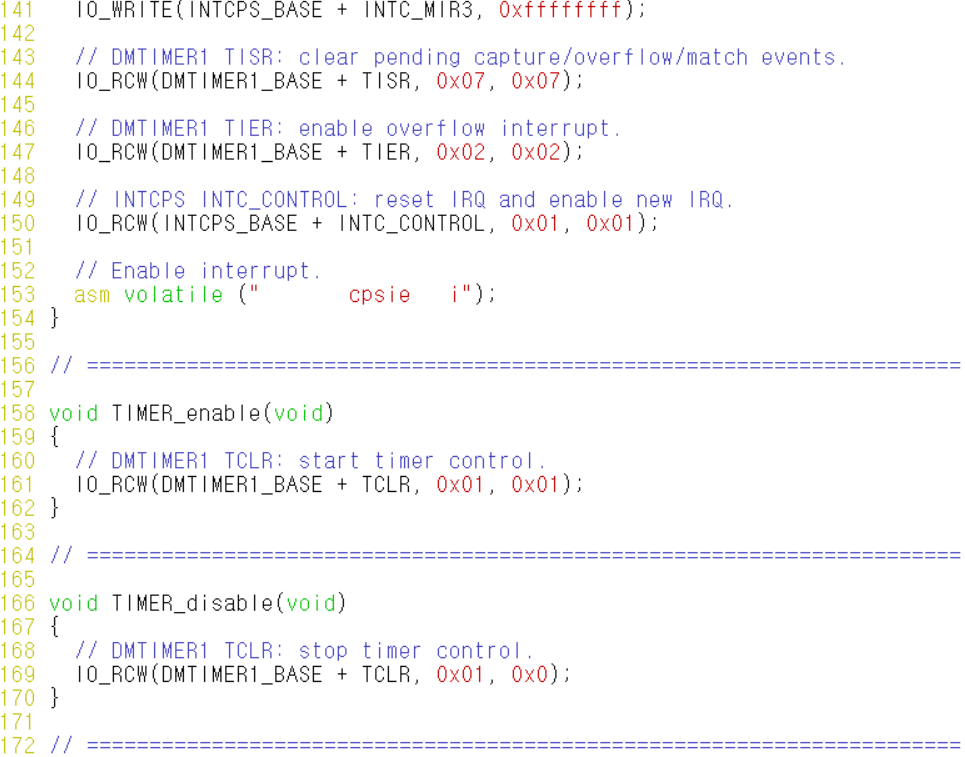 141   IO_WRITE(INTCPS_BASE + INTC_MIR3, 0xffffffff);
142
143   // DMTIMER1 TISR: clear pending capture/overflow/match events.
144   IO_RCW(DMTIMER1_BASE + TISR, 0x07, 0x07);
145
146   // DMTIMER1 TIER: enable overflow interrupt.
147   IO_RCW(DMTIMER1_BASE + TIER, 0x02, 0x02);
148
149   // INTCPS INTC_CONTROL: reset IRQ and enable new IRQ.
150   IO_RCW(INTCPS_BASE + INTC_CONTROL, 0x01, 0x01);
151
152   // Enable interrupt.
153   asm volatile ("       cpsie   i");
154 }
155
156 // ======================================================================
157
158 void TIMER_enable(void)
159 {
160   // DMTIMER1 TCLR: start timer control.
161   IO_RCW(DMTIMER1_BASE + TCLR, 0x01, 0x01);
162 }
163
164 // ======================================================================
165
166 void TIMER_disable(void)
167 {
168   // DMTIMER1 TCLR: stop timer control.
169   IO_RCW(DMTIMER1_BASE + TCLR, 0x01, 0x0);
170 }
171
172 // ======================================================================